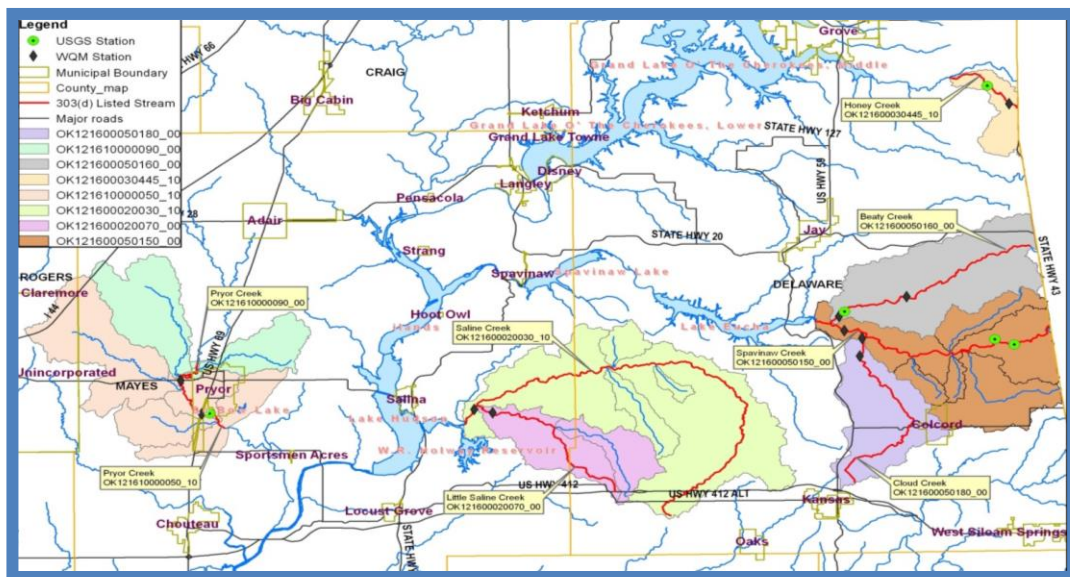 Legend
USGS Station
WQM Station
Municipal Boundary
County_map
303(d) Listed Stream
Major roads
OK121600050180_00
OK121610000090_00
OK121600050160_00
OK121600030445_10
OK121610000050_10
OK121600020030_10
OK121600020070_00
OK121600050150_00
HWY 66
CRAIG
Big Cabin
Grove
Grand Lake O' The Cherokees, Middle
Honey Creek
OK121600030445_10
Ketchum
Grand Lake O' The Cherokees, Lower
Grand Lake Towne
STATE HWY 127
Disney
Langley
US HWY 59
Pensacola
28
Adair
Beaty Creek
OK121600050160_00
Jay
STATE HWY 20
Strang
STATE HWY 43
ROGERS
Claremore
I 44
Spavinaw
Spavinaw Lake
DELAWARE
Pryor Creek
OK121610000090_00
Hoot Owl
Saline Creek
OK121600020030_10
Lake Eucha
US HWY 69
Spavinaw Creek
OK121600050150_00
Unincorporated
MAYES
Pryor
Salina
Lake Hudson
Colcord
Sportsmen Acres
W.R. Holway Reservoir
Pryor Creek
OK121610000050_10
US HWY 412
Little Saline Creek
OK121600020070_00
US HWY 412 ALT
Kansas
Cloud Creek
OK121600050180_00
Chouteau
Locust Grove
STATE HWY
Oaks
West Siloam Springs